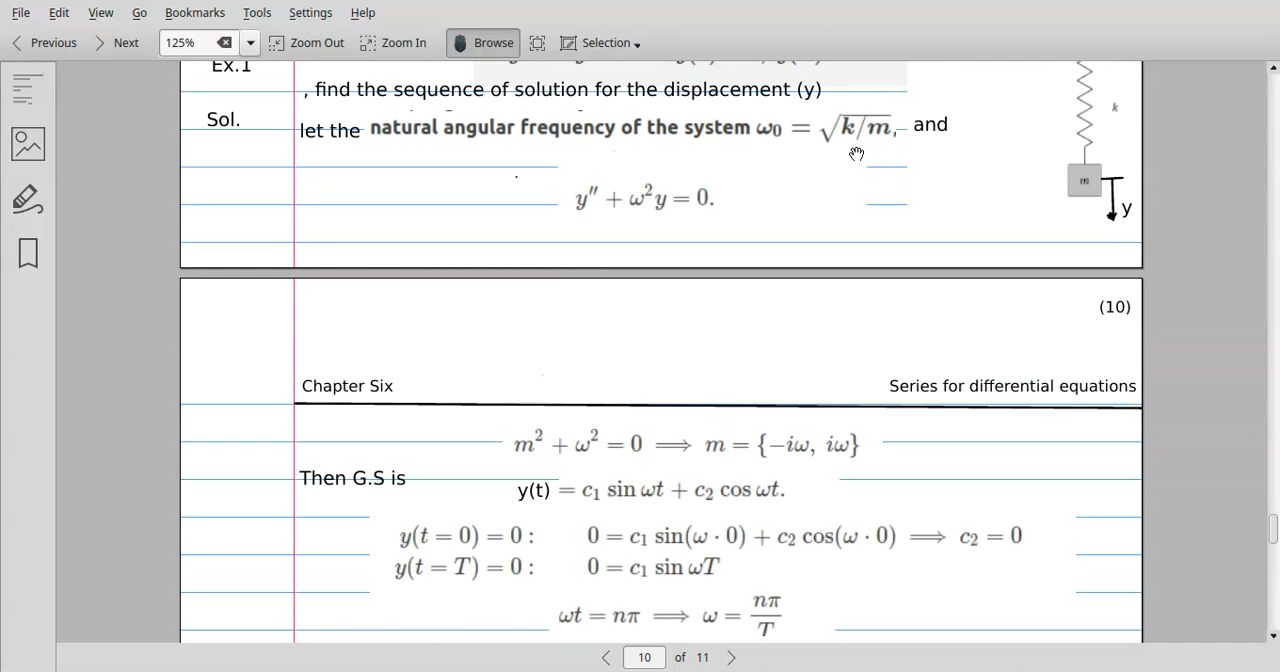 File Edit View Go Bookmarks Tools Settings Help
Previous Next 125% Zoom Out Zoom In Browse Selection
Ex.1
, find the sequence of solution for the displacement (y)
Sol.
let the natural angular frequency of the system ω₀ = √(k/m), and
k
m
y
y″ + ω²y = 0.
(10)
Chapter Six Series for differential equations
m² + ω² = 0 ⟹ m = {−iω, iω}
Then G.S is
y(t) = c₁ sin ωt + c₂ cos ωt.
y(t = 0) = 0 : 0 = c₁ sin(ω · 0) + c₂ cos(ω · 0) ⟹ c₂ = 0
y(t = T) = 0 : 0 = c₁ sin ωT
ωt = nπ ⟹ ω = nπ/T
10 of 11